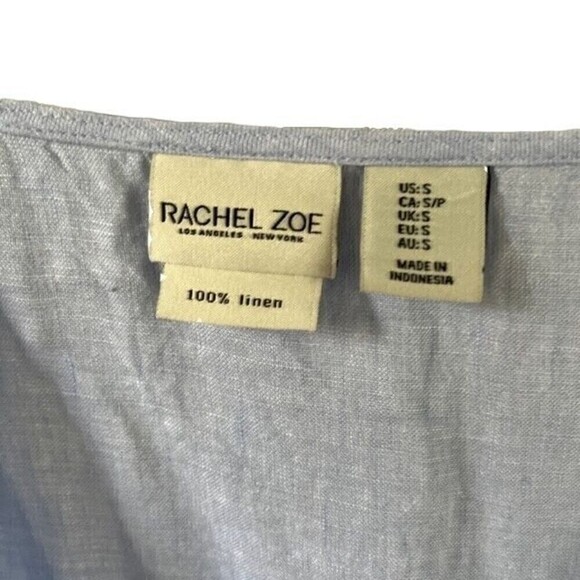 RACHEL ZOE
LOS ANGELES NEW YORK
100% linen
US: S
CA: S/P
UK: S
EU: S
AU: S
MADE IN
INDONESIA